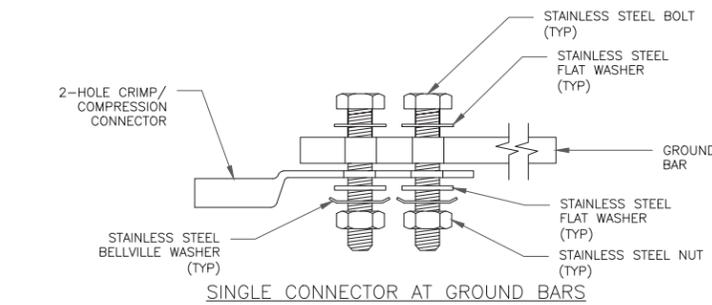 STAINLESS STEEL BOLT
(TYP)
STAINLESS STEEL
FLAT WASHER
(TYP)
2-HOLE CRIMP/
COMPRESSION
CONNECTOR
GROUND
BAR
STAINLESS STEEL
FLAT WASHER
(TYP)
STAINLESS STEEL
BELLVILLE WASHER
(TYP)
STAINLESS STEEL NUT
(TYP)
SINGLE CONNECTOR AT GROUND BARS